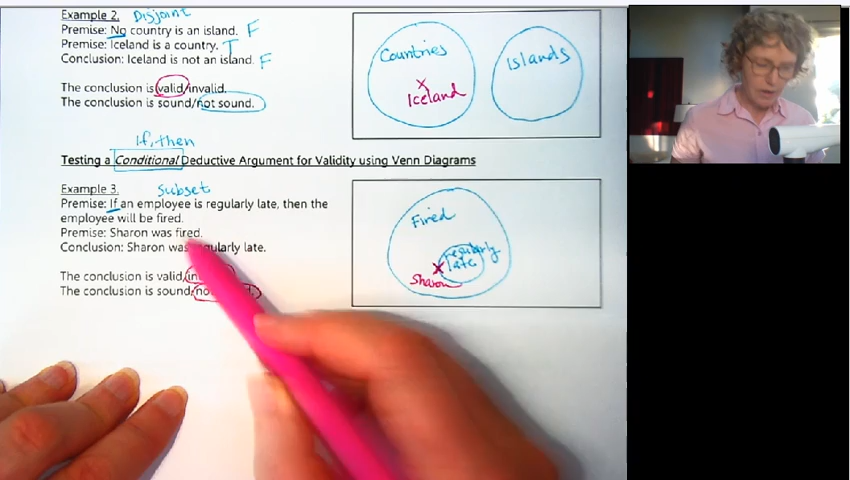 Example 2. Disjoint
Premise: No country is an island. F
Premise: Iceland is a country. T
Conclusion: Iceland is not an island. F
The conclusion is valid/invalid.
The conclusion is sound/not sound.
Countries
Iceland
Islands
If, then
Testing a Conditional Deductive Argument for Validity using Venn Diagrams
Example 3. Subset
Premise: If an employee is regularly late, then the
employee will be fired.
Premise: Sharon was fired.
Conclusion: Sharon was regularly late.
The conclusion is valid/
The conclusion is sound/
Fired
regularly
late
Sharon